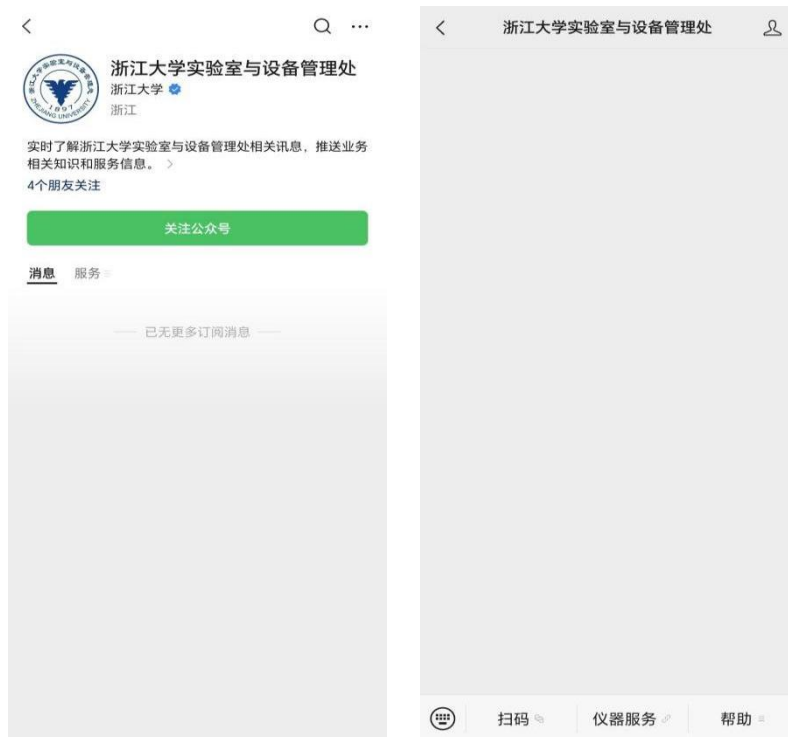 浙江大学实验室与设备管理处
浙江大学
浙江
1897
ZHEJIANG UNIVERSITY
实时了解浙江大学实验室与设备管理处相关讯息，推送业务
相关知识和服务信息。
4个朋友关注
关注公众号
消息 服务
已无更多订阅消息
浙江大学实验室与设备管理处
扫码 仪器服务 帮助